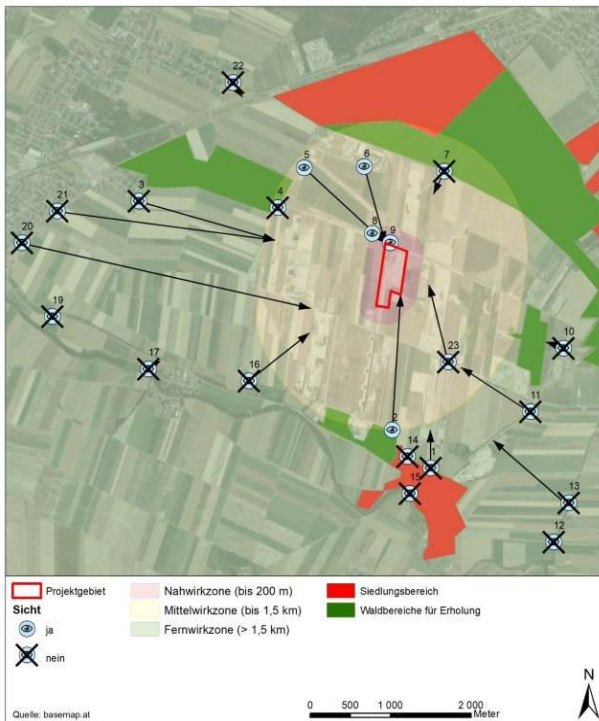 22
5
6
7
3
4
21
8
9
20
19
17
16
23
10
11
2
14
1
15
13
12
Projektgebiet
Sicht
ja
nein
Nahwirkzone (bis 200 m)
Mittelwirkzone (bis 1,5 km)
Fernwirkzone (> 1,5 km)
Siedlungsbereich
Waldbereiche für Erholung
N
0 500 1 000 2 000
Meter
Quelle: basemap.at